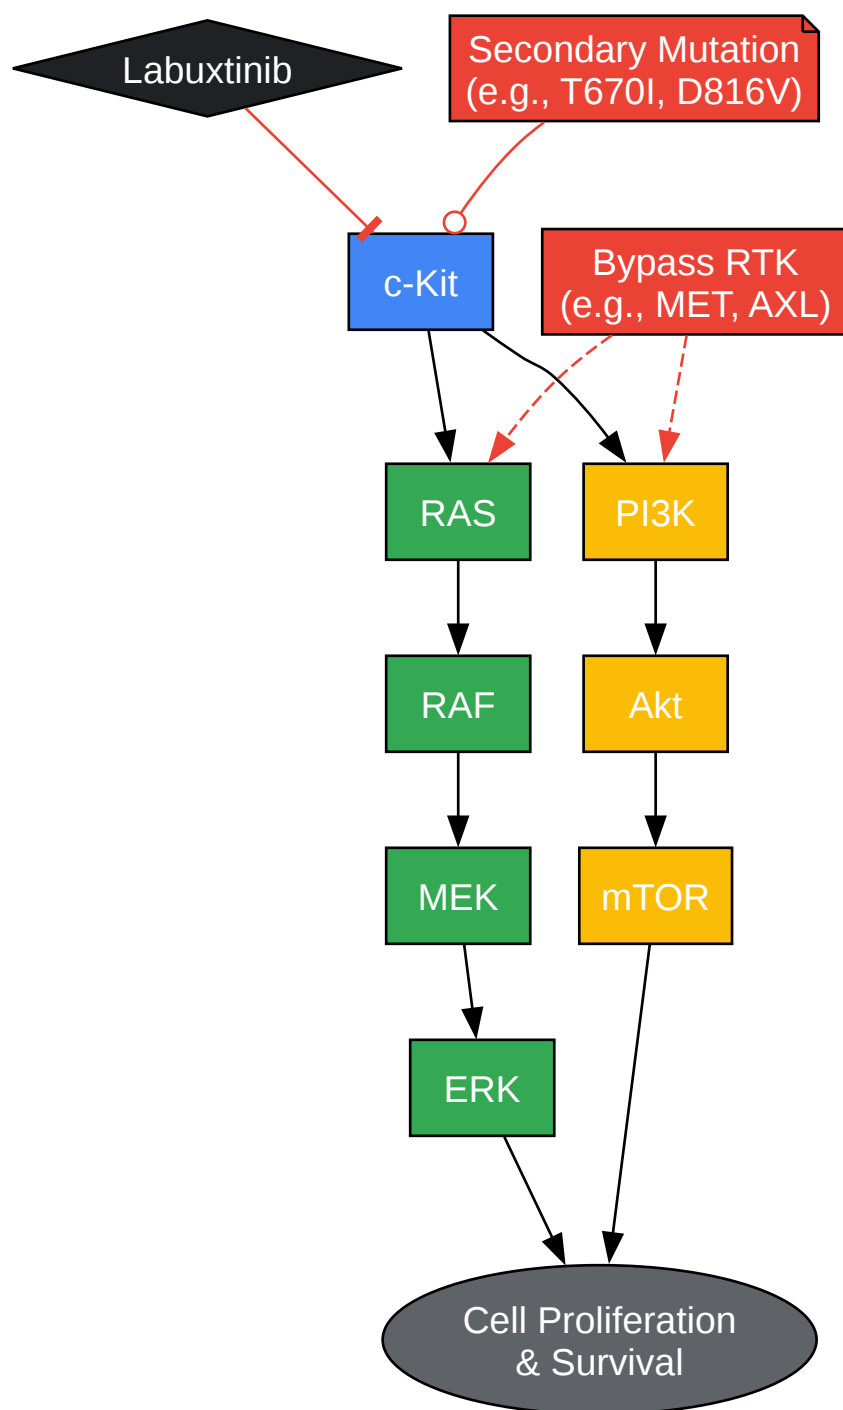 Labuxtinib
Secondary Mutation
(e.g., T670I, D816V)
c-Kit
Bypass RTK
(e.g., MET, AXL)
RAS
PI3K
RAF
Akt
MEK
mTOR
ERK
Cell Proliferation
& Survival